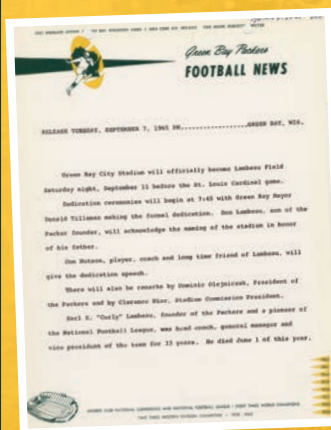 Green Bay Packers
FOOTBALL NEWS
RELEASE TUESDAY, SEPTEMBER 7, 1965 PM..................GREEN BAY, WIS.
Green Bay City Stadium will officially become Lambeau Field
Saturday night, September 11 before the St. Louis Cardinal game.
Dedication ceremonies will begin at 7:45 with Green Bay Mayor
Donald Tilleman making the formal dedication. Don Lambeau, son of the
Packer founder, will acknowledge the naming of the stadium in honor
of his father.
Don Hutson, player, coach and long time friend of Lambeau, will
give the dedication speech.
There will also be remarks by Dominic Olejniczak, President of
the Packers and by Clarence Nier, Stadium Commission President.
Earl L. "Curly" Lambeau, founder of the Packers and a pioneer of
the National Football League, was head coach, general manager and
vice president of the team for 33 years. He died June 1 of this year.